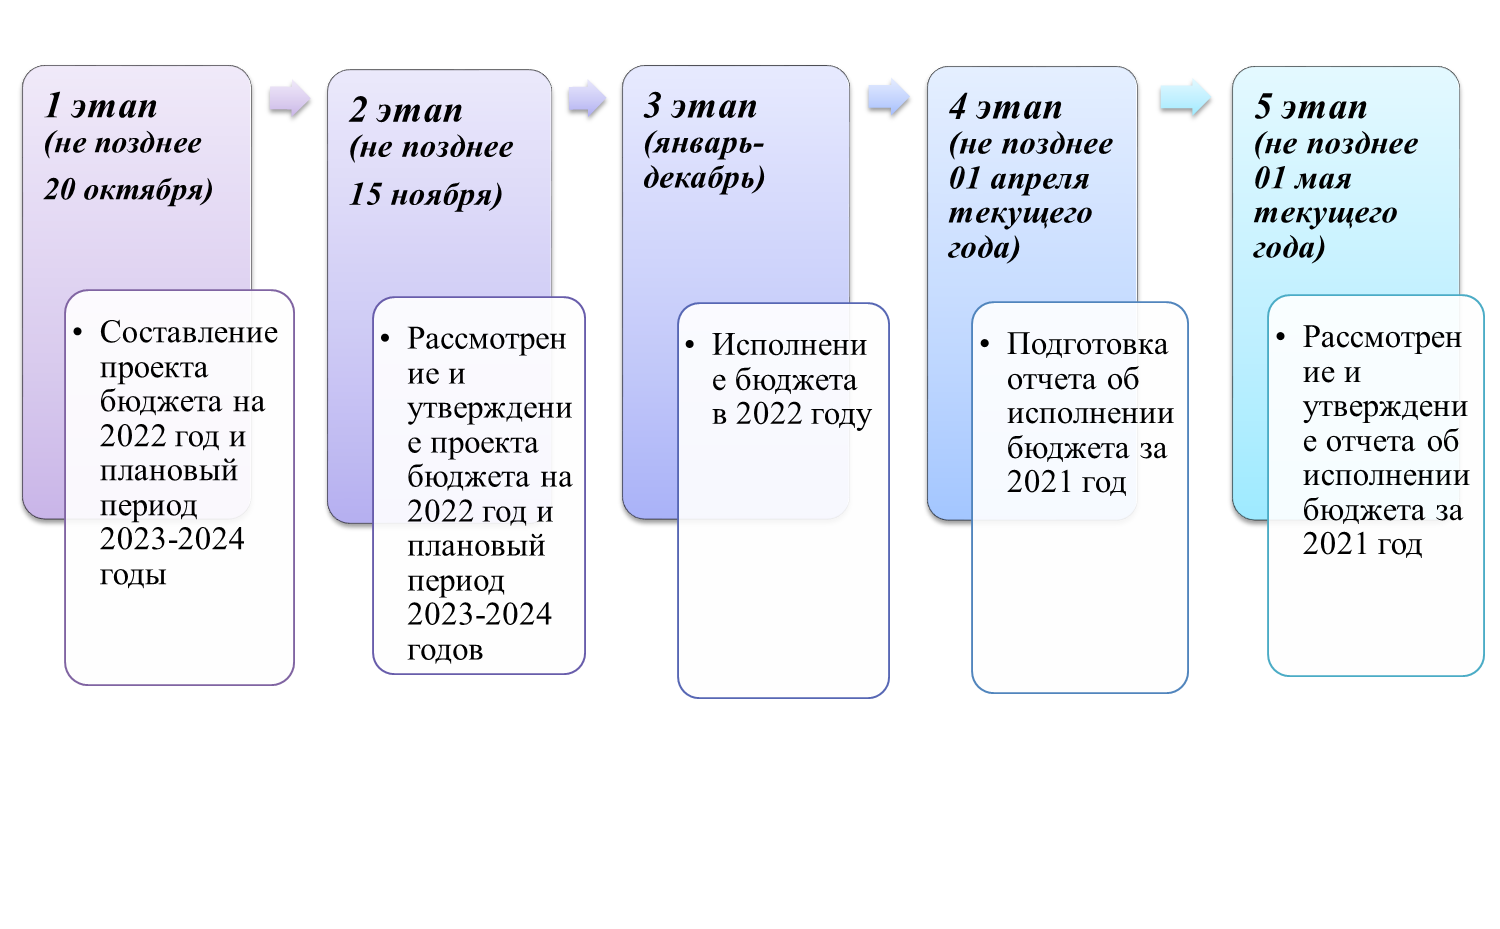 1 этап
(не позднее
20 октября)
• Составление
проекта
бюджета на
2022 год и
плановый
период
2023-2024
годы
2 этап
(не позднее
15 ноября)
• Рассмотрен
ие и
утверждени
е проекта
бюджета на
2022 год и
плановый
период
2023-2024
годов
3 этап
(январь-
декабрь)
• Исполнени
е бюджета
в 2022 году
4 этап
(не позднее
01 апреля
текущего
года)
• Подготовка
отчета об
исполнении
бюджета за
2021 год
5 этап
(не позднее
01 мая
текущего
года)
• Рассмотрен
ие и
утверждени
е отчета об
исполнении
бюджета за
2021 год